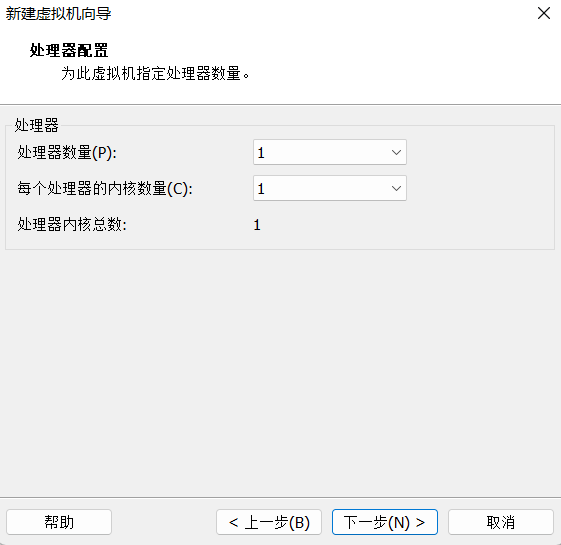 新建虚拟机向导
处理器配置
为此虚拟机指定处理器数量。
处理器
处理器数量(P): 1
每个处理器的内核数量(C): 1
处理器内核总数: 1
帮助 < 上一步(B) 下一步(N) > 取消